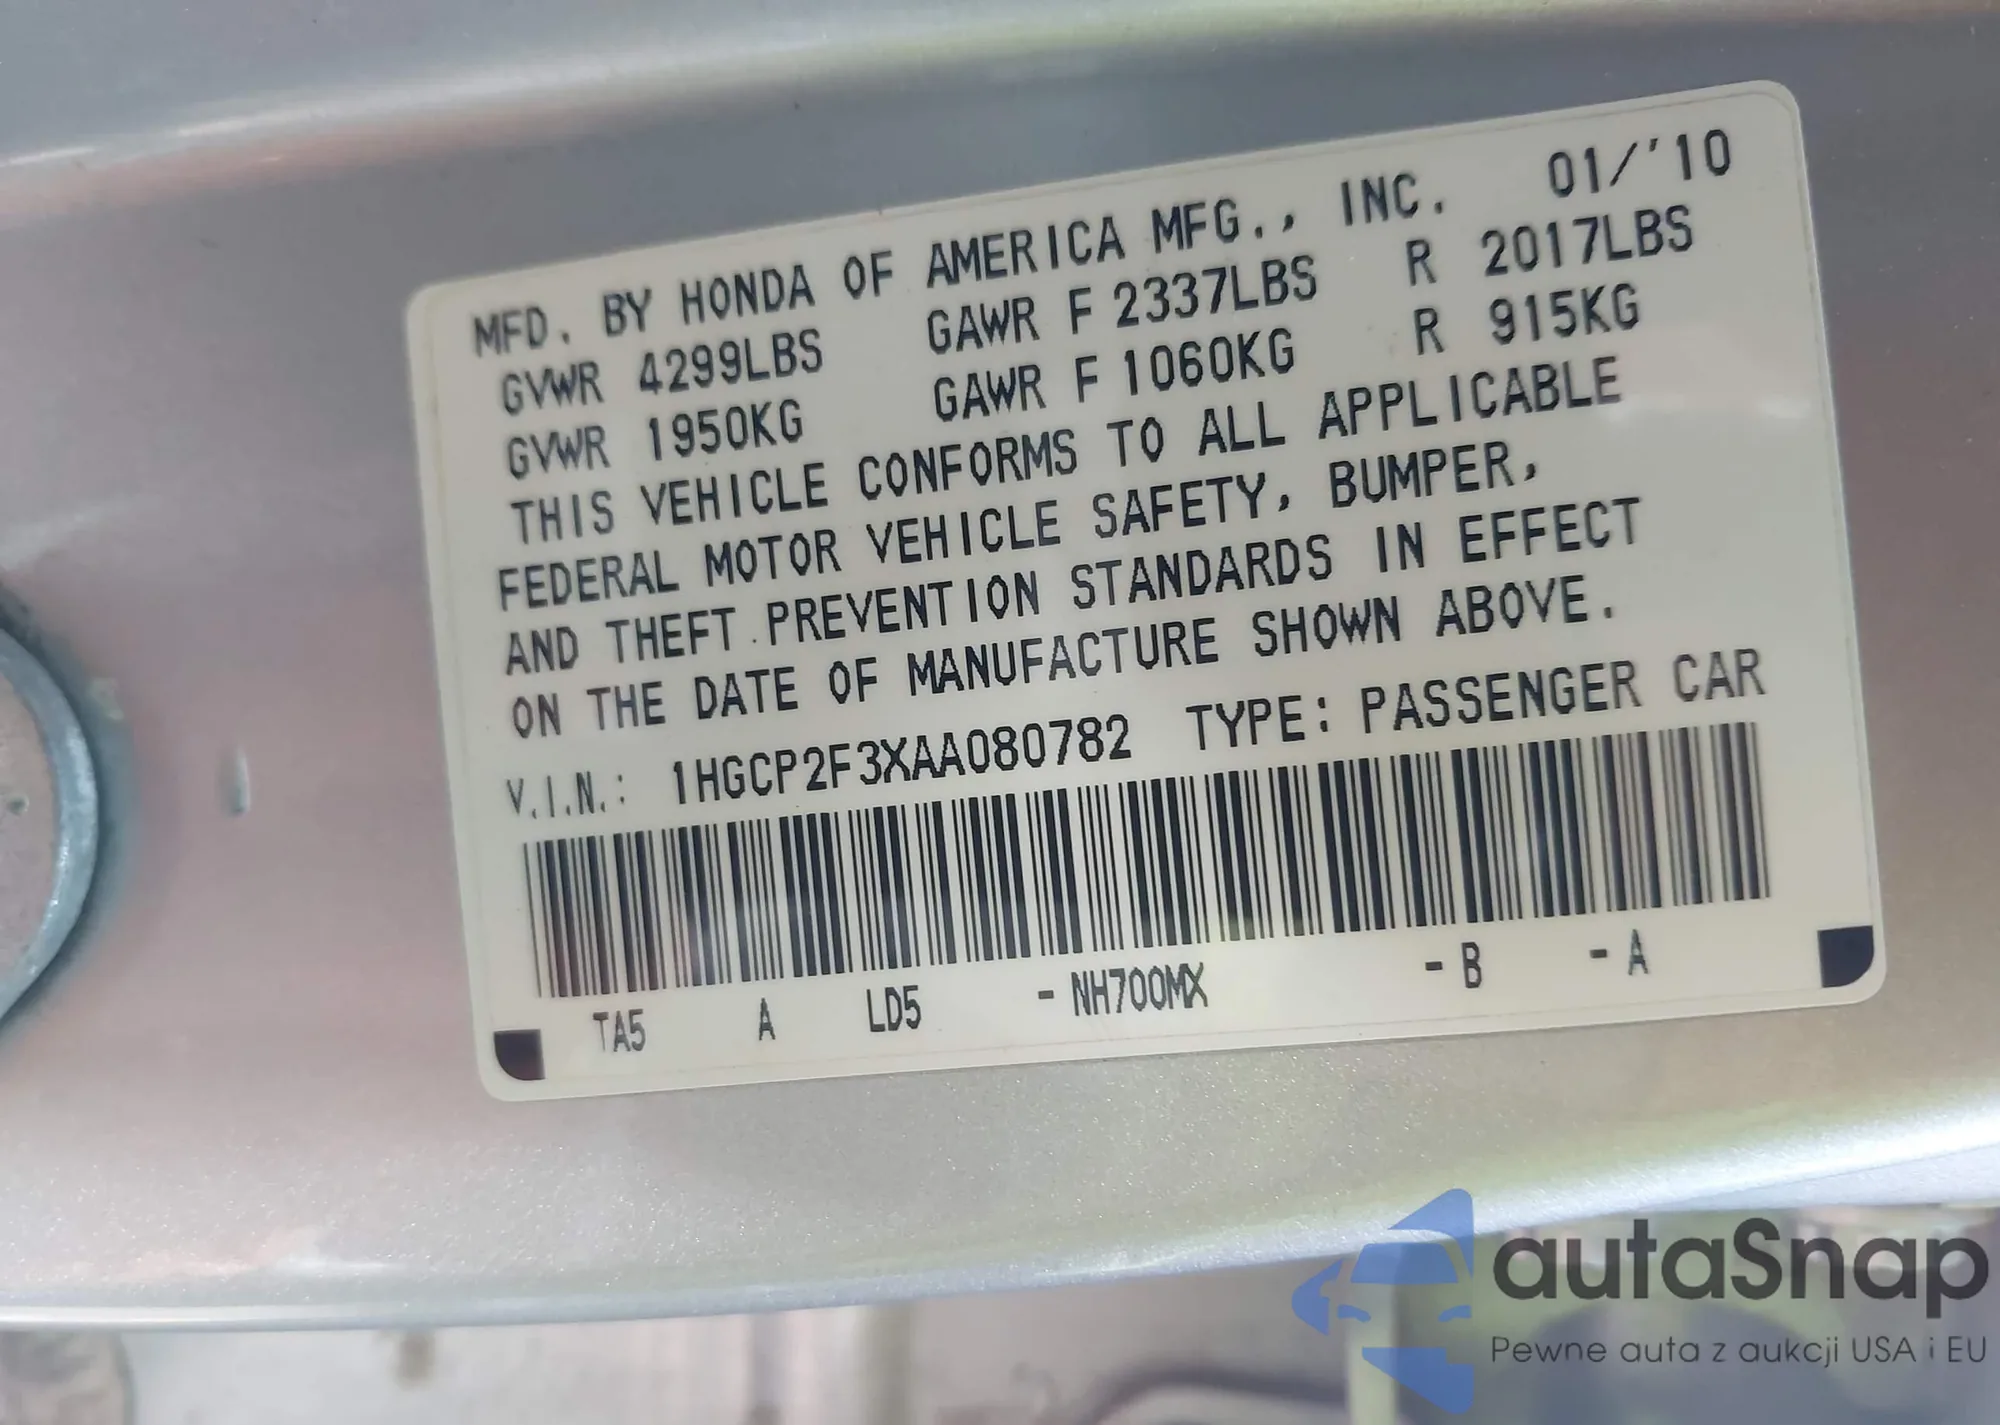 MFD. BY HONDA OF AMERICA MFG., INC. 01/'10
GVWR 4299LBS GAWR F 2337LBS R 2017LBS
GVWR 1950KG GAWR F 1060KG R 915KG
THIS VEHICLE CONFORMS TO ALL APPLICABLE
FEDERAL MOTOR VEHICLE SAFETY, BUMPER,
AND THEFT PREVENTION STANDARDS IN EFFECT
ON THE DATE OF MANUFACTURE SHOWN ABOVE.
V.I.N.: 1HGCP2F3XAA080782 TYPE: PASSENGER CAR
TA5 A LD5 - NH700MX - B - A
autaSnap
Pewne auta z aukcji USA i EU